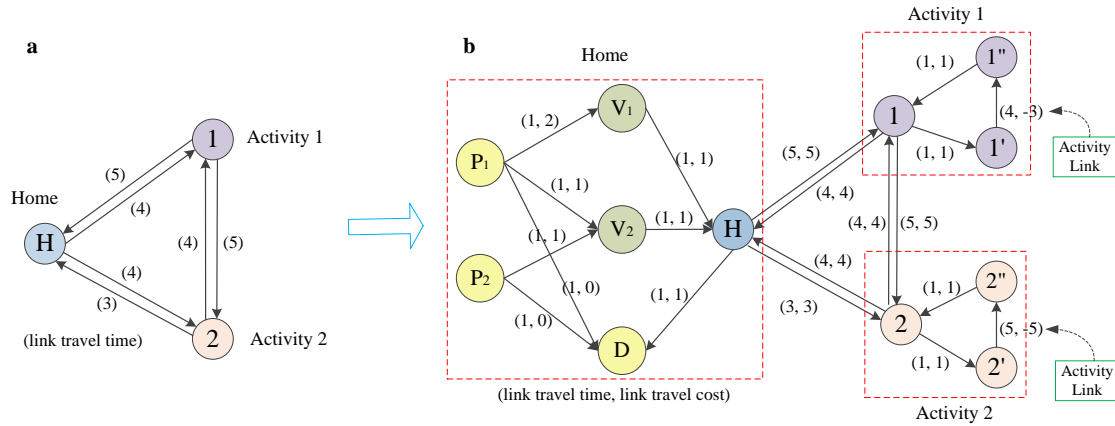 a
Home
H
1
Activity 1
2
Activity 2
(5)
(4)
(4)
(5)
(4)
(3)
(link travel time)
b
Home
P1
P2
V1
V2
D
H
(1, 2)
(1, 1)
(1, 1)
(1, 1)
(1, 1)
(1, 0)
(1, 0)
(1, 1)
(link travel time, link travel cost)
(5, 5)
(4, 4)
(4, 4)
(5, 5)
(4, 4)
(3, 3)
Activity 1
1
1"
1'
(1, 1)
(4, -3)
(1, 1)
Activity
Link
2
2"
2'
(1, 1)
(5, -5)
(1, 1)
Activity
Link
Activity 2